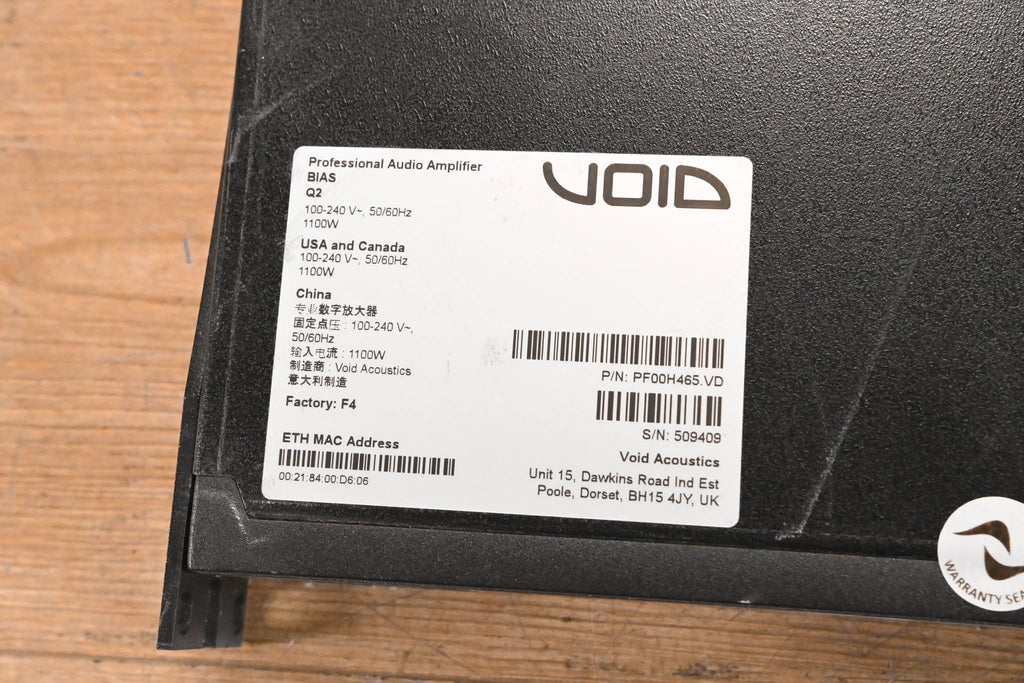 Professional Audio Amplifier
BIAS
Q2
100-240 V~, 50/60Hz
1100W
USA and Canada
100-240 V~, 50/60Hz
1100W
China
专业数字放大器
固定点压 : 100-240 V~,
50/60Hz
输入电流 : 1100W
制造商 : Void Acoustics
意大利制造
Factory: F4
ETH MAC Address
00:21:84:00:D6:06
VOID
P/N: PF00H465.VD
S/N: 509409
Void Acoustics
Unit 15, Dawkins Road Ind Est
Poole, Dorset, BH15 4JY, UK
WARRANTY